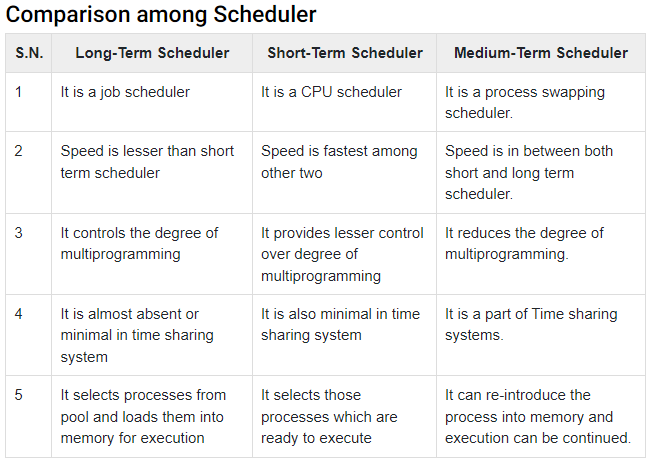 Comparison among Scheduler
S.N.
Long-Term Scheduler
Short-Term Scheduler
Medium-Term Scheduler
1
It is a job scheduler
It is a CPU scheduler
It is a process swapping
scheduler.
2
Speed is lesser than short
term scheduler
Speed is fastest among
other two
Speed is in between both
short and long term
scheduler.
3
It controls the degree of
multiprogramming
It provides lesser control
over degree of
multiprogramming
It reduces the degree of
multiprogramming.
4
It is almost absent or
minimal in time sharing
system
It is also minimal in time
sharing system
It is a part of Time sharing
systems.
5
It selects processes from
pool and loads them into
memory for execution
It selects those
processes which are
ready to execute
It can re-introduce the
process into memory and
execution can be continued.